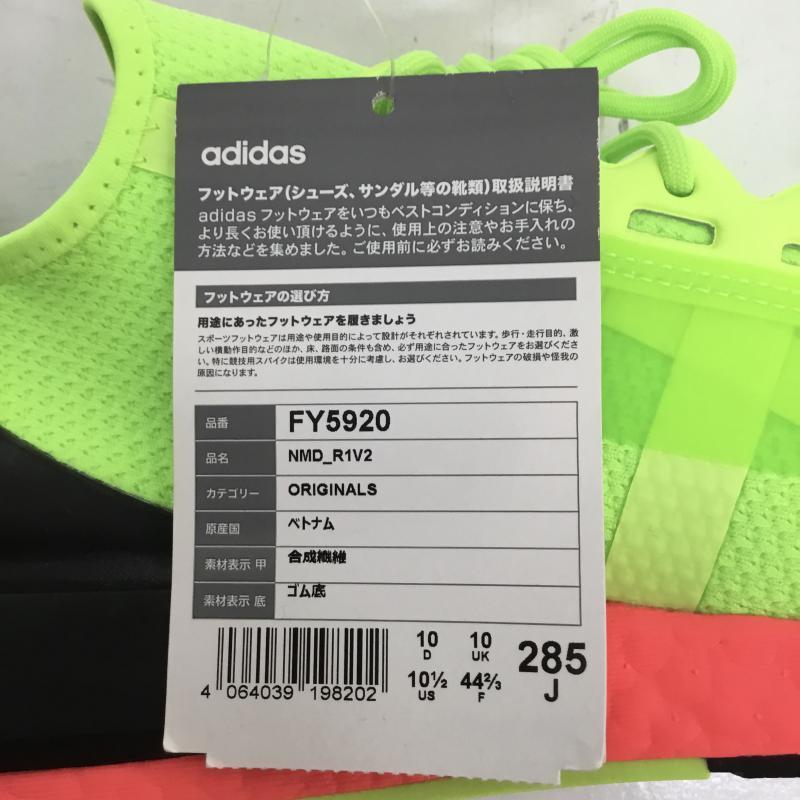 adidas
フットウェア(シューズ、サンダル等の靴類)取扱説明書
adidas フットウェアをいつもベストコンディションに保ち、
より長くお使い頂けるように、使用上の注意やお手入れの
方法などを集めました。ご使用前に必ずお読みください。
フットウェアの選び方
用途にあったフットウェアを履きましょう
スポーツフットウェアは用途や使用目的によって設計がそれぞれされています。歩行・走行目的、激
しい横動作目的などのほか、床、路面の条件も含め、必ず用途に合ったフットウェアをお選びくださ
い。特に競技用スパイクは使用環境を十分に考慮し、お選びください。フットウェアの破損や怪我の
原因になります。
品番 FY5920
品名 NMD_R1V2
カテゴリー ORIGINALS
原産国 ベトナム
素材表示 甲 合成繊維
素材表示 底 ゴム底
10 10 285
D UK
10½ 44⅔ J
US F
4 064039 198202